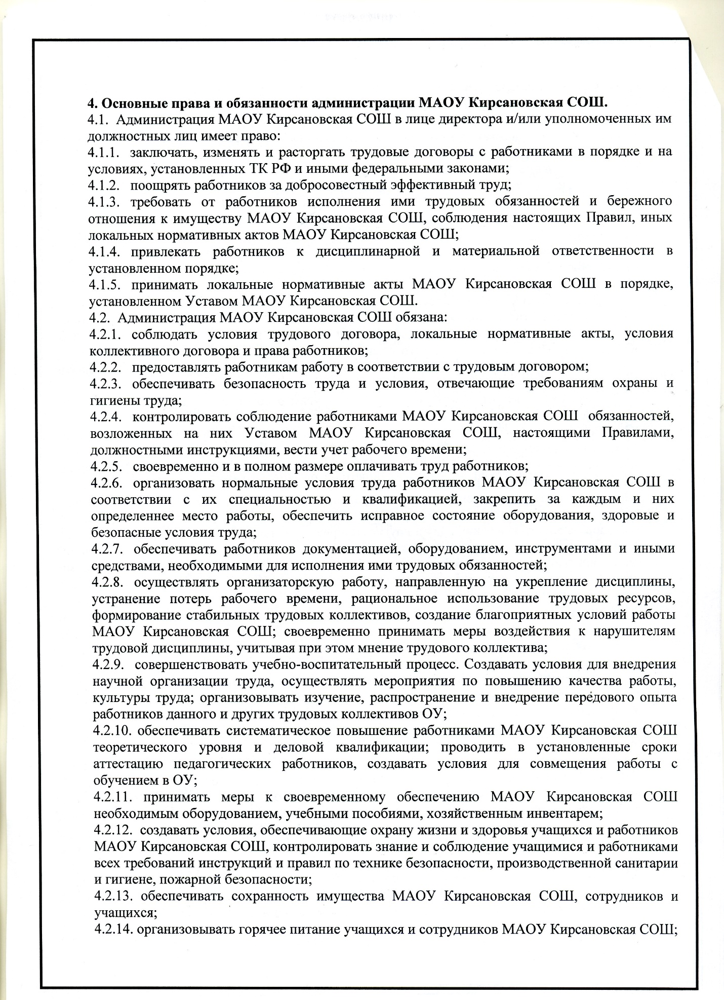 4. Основные права и обязанности администрации МАОУ Кирсановская СОШ.
4.1. Администрация МАОУ Кирсановская СОШ в лице директора и/или уполномоченных им
должностных лиц имеет право:
4.1.1. заключать, изменять и расторгать трудовые договоры с работниками в порядке и на
условиях, установленных ТК РФ и иными федеральными законами;
4.1.2. поощрять работников за добросовестный эффективный труд;
4.1.3. требовать от работников исполнения ими трудовых обязанностей и бережного
отношения к имуществу МАОУ Кирсановская СОШ, соблюдения настоящих Правил, иных
локальных нормативных актов МАОУ Кирсановская СОШ;
4.1.4. привлекать работников к дисциплинарной и материальной ответственности в
установленном порядке;
4.1.5. принимать локальные нормативные акты МАОУ Кирсановская СОШ в порядке,
установленном Уставом МАОУ Кирсановская СОШ.
4.2. Администрация МАОУ Кирсановская СОШ обязана:
4.2.1. соблюдать условия трудового договора, локальные нормативные акты, условия
коллективного договора и права работников;
4.2.2. предоставлять работникам работу в соответствии с трудовым договором;
4.2.3. обеспечивать безопасность труда и условия, отвечающие требованиям охраны и
гигиены труда;
4.2.4. контролировать соблюдение работниками МАОУ Кирсановская СОШ обязанностей,
возложенных на них Уставом МАОУ Кирсановская СОШ, настоящими Правилами,
должностными инструкциями, вести учет рабочего времени;
4.2.5. своевременно и в полном размере оплачивать труд работников;
4.2.6. организовать нормальные условия труда работников МАОУ Кирсановская СОШ в
соответствии с их специальностью и квалификацией, закрепить за каждым и них
определеннее место работы, обеспечить исправное состояние оборудования, здоровые и
безопасные условия труда;
4.2.7. обеспечивать работников документацией, оборудованием, инструментами и иными
средствами, необходимыми для исполнения ими трудовых обязанностей;
4.2.8. осуществлять организаторскую работу, направленную на укрепление дисциплины,
устранение потерь рабочего времени, рациональное использование трудовых ресурсов,
формирование стабильных трудовых коллективов, создание благоприятных условий работы
МАОУ Кирсановская СОШ; своевременно принимать меры воздействия к нарушителям
трудовой дисциплины, учитывая при этом мнение трудового коллектива;
4.2.9. совершенствовать учебно-воспитательный процесс. Создавать условия для внедрения
научной организации труда, осуществлять мероприятия по повышению качества работы,
культуры труда; организовывать изучение, распространение и внедрение передового опыта
работников данного и других трудовых коллективов ОУ;
4.2.10. обеспечивать систематическое повышение работниками МАОУ Кирсановская СОШ
теоретического уровня и деловой квалификации; проводить в установленные сроки
аттестацию педагогических работников, создавать условия для совмещения работы с
обучением в ОУ;
4.2.11. принимать меры к своевременному обеспечению МАОУ Кирсановская СОШ
необходимым оборудованием, учебными пособиями, хозяйственным инвентарем;
4.2.12. создавать условия, обеспечивающие охрану жизни и здоровья учащихся и работников
МАОУ Кирсановская СОШ, контролировать знание и соблюдение учащимися и работниками
всех требований инструкций и правил по технике безопасности, производственной санитарии
и гигиене, пожарной безопасности;
4.2.13. обеспечивать сохранность имущества МАОУ Кирсановская СОШ, сотрудников и
учащихся;
4.2.14. организовывать горячее питание учащихся и сотрудников МАОУ Кирсановская СОШ;